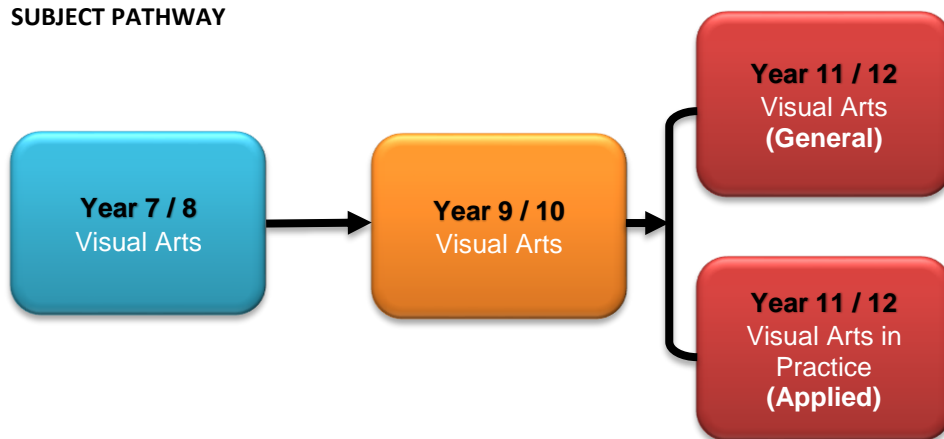 SUBJECT PATHWAY
Year 7 / 8
Visual Arts
Year 9 / 10
Visual Arts
Year 11 / 12
Visual Arts
(General)
Year 11 / 12
Visual Arts in
Practice
(Applied)